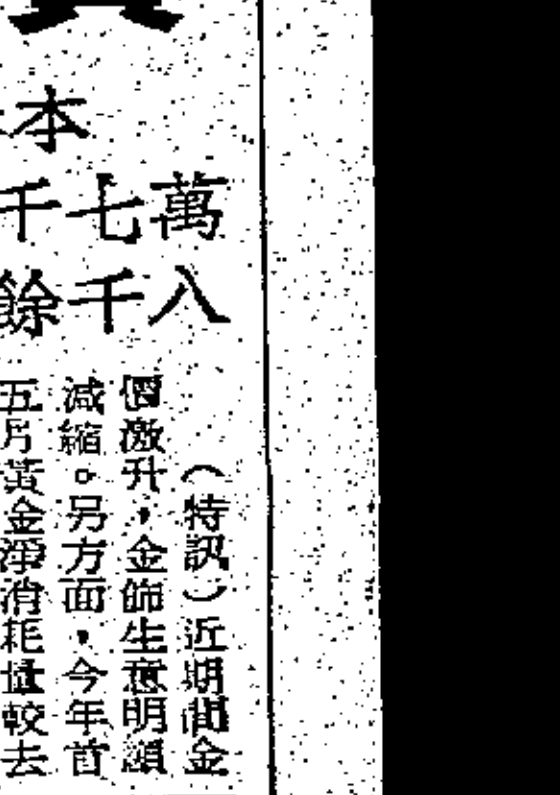 萬八
七千
本千餘
（特訊）近期間金
價激升，金飾生意明顯
減縮。另方面，今年首
五月黃金淨消耗量較去